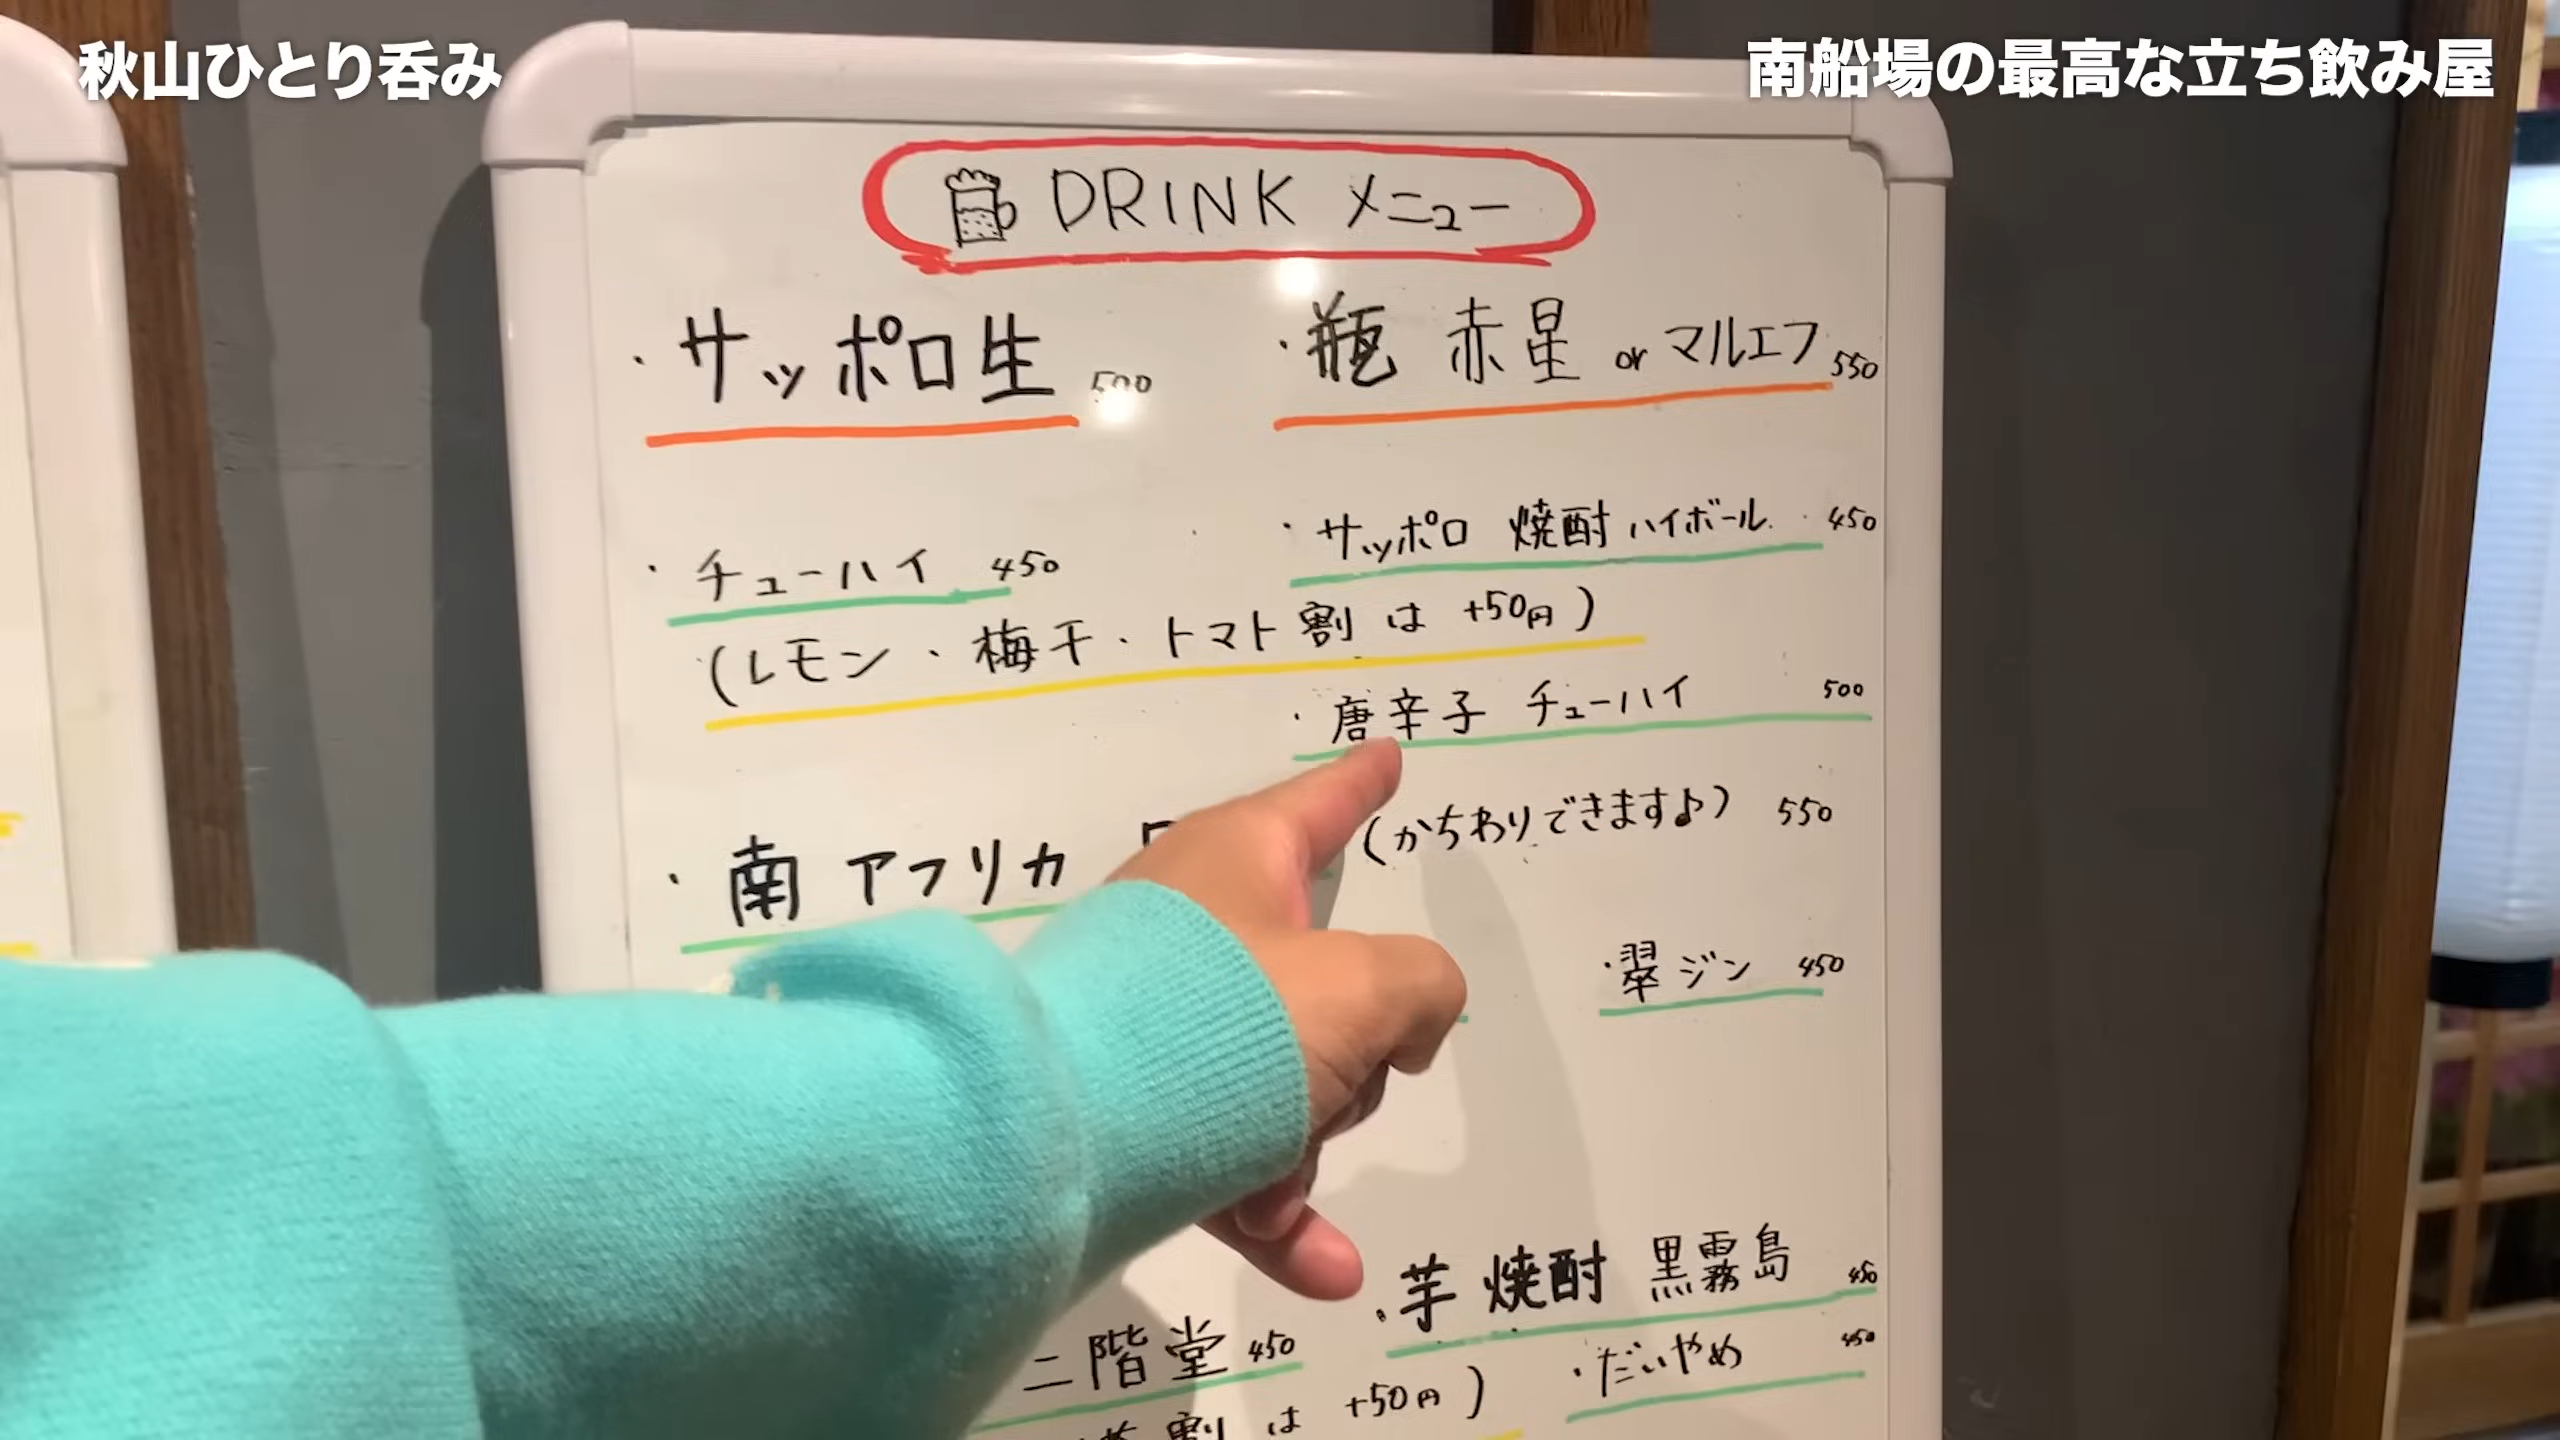 秋山ひとり呑み
南船場の最高な立ち飲み屋
DRINK メニュー
・サッポロ生 500
・瓶 赤星 or マルエフ 550
・チューハイ 450
・サッポロ 焼酎ハイボール 450
(レモン・梅干・トマト割は +50円)
・唐辛子 チューハイ 500
・南アフリカ
(かちわりできます♪) 550
・翠ジン 450
・芋焼酎 黒霧島 450
二階堂 450
・だいやめ 450
割は +50円)